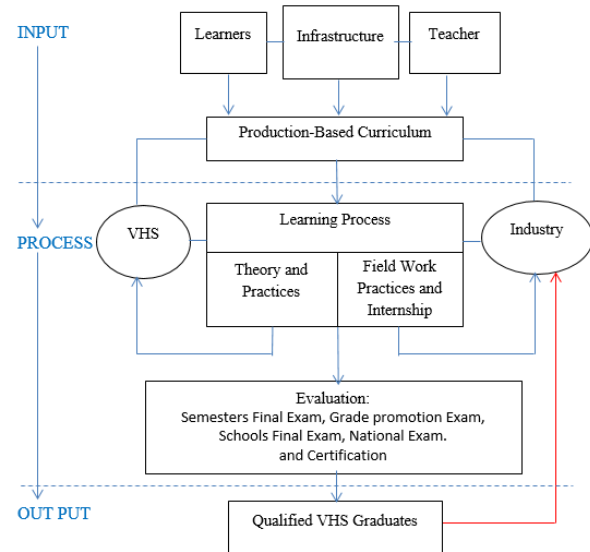 INPUT
Learners
Infrastructure
Teacher
Production-Based Curriculum
PROCESS
VHS
Learning Process
Industry
Theory and
Practices
Field Work
Practices and
Internship
Evaluation:
Semesters Final Exam, Grade promotion Exam,
Schools Final Exam, National Exam.
and Certification
OUT PUT
Qualified VHS Graduates